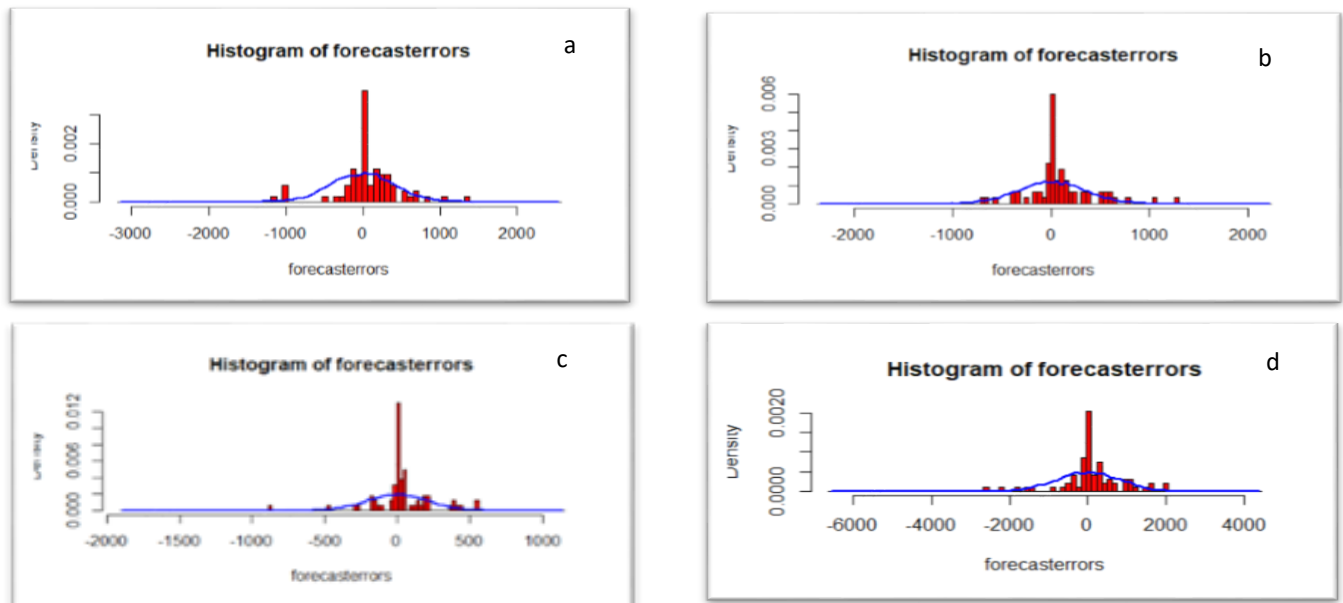 Histogram of forecasterrors
a
0.002
0.000
-3000 -2000 -1000 0 1000 2000
forecasterrors
Histogram of forecasterrors
b
Density
0.006
0.003
0.000
-2000 -1000 0 1000 2000
forecasterrors
Histogram of forecasterrors
c
0.012
0.006
0.000
-2000 -1500 -1000 -500 0 500 1000
forecasterrors
Histogram of forecasterrors
d
Density
0.0020
0.0000
-6000 -4000 -2000 0 2000 4000
forecasterrors